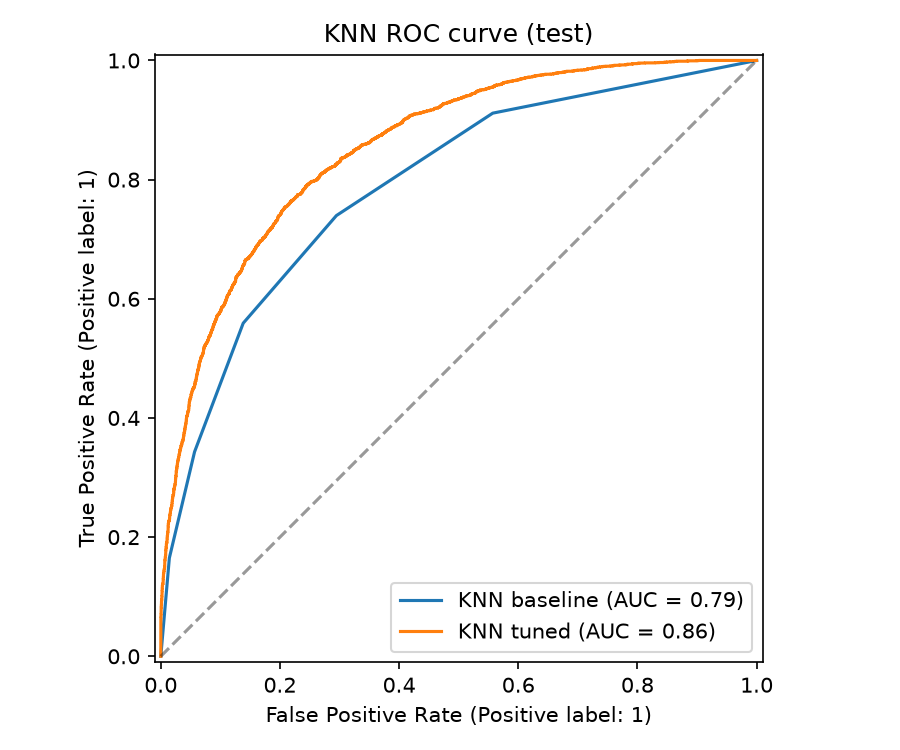 KNN ROC curve (test)
True Positive Rate (Positive label: 1)
1.0
0.8
0.6
0.4
0.2
0.0
0.0 0.2 0.4 0.6 0.8 1.0
False Positive Rate (Positive label: 1)
KNN baseline (AUC = 0.79)
KNN tuned (AUC = 0.86)